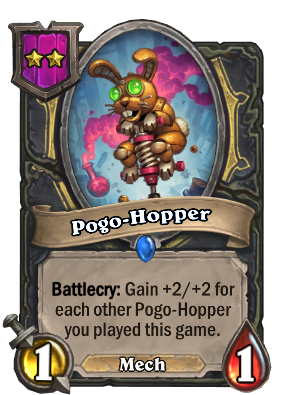 Pogo-Hopper
Battlecry: Gain +2/+2 for
each other Pogo-Hopper
you played this game.
1
Mech
1